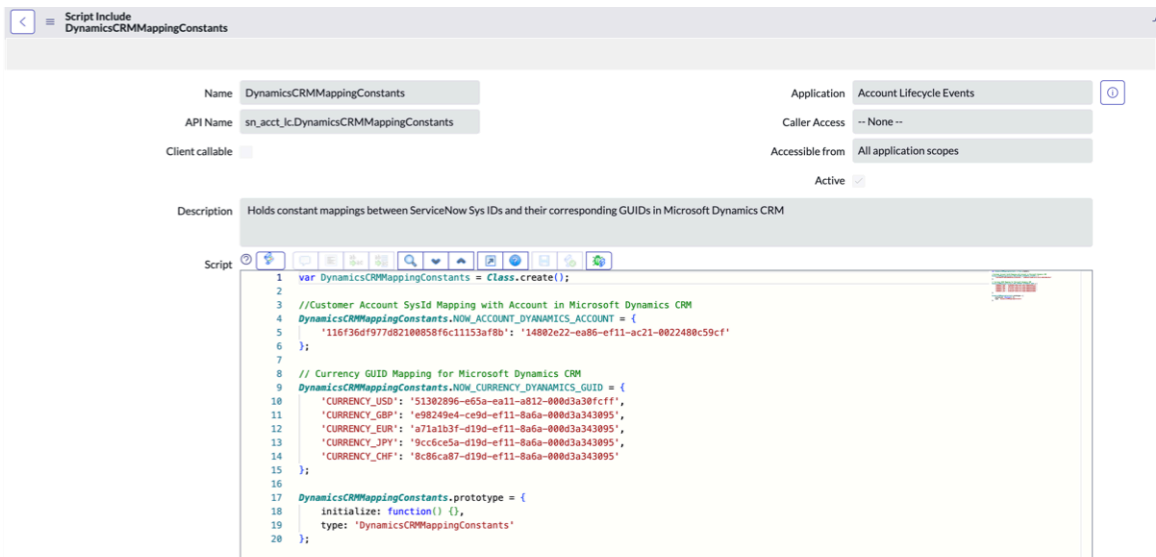 Script Include
DynamicsCRMMappingConstants
Name DynamicsCRMMappingConstants
Application Account Lifecycle Events
API Name sn_acct_lc.DynamicsCRMMappingConstants
Caller Access -- None --
Client callable
Accessible from All application scopes
Active
Description Holds constant mappings between ServiceNow Sys IDs and their corresponding GUIDs in Microsoft Dynamics CRM
Script
1 var DynamicsCRMMappingConstants = Class.create();
2
3 //Customer Account SysId Mapping with Account in Microsoft Dynamics CRM
4 DynamicsCRMMappingConstants.NOW_ACCOUNT_DYANAMICS_ACCOUNT = {
5 '116f36df977d82100858f6c11153af8b': '14802e22-ea86-ef11-ac21-0022480c59cf'
6 };
7
8 // Currency GUID Mapping for Microsoft Dynamics CRM
9 DynamicsCRMMappingConstants.NOW_CURRENCY_DYANAMICS_GUID = {
10 'CURRENCY_USD': '51302896-e65a-ea11-a812-000d3a30fcff',
11 'CURRENCY_GBP': 'e98249e4-ce9d-ef11-8a6a-000d3a343095',
12 'CURRENCY_EUR': 'a71a1b3f-d19d-ef11-8a6a-000d3a343095',
13 'CURRENCY_JPY': '9cc6ce5a-d19d-ef11-8a6a-000d3a343095',
14 'CURRENCY_CHF': '8c86ca87-d19d-ef11-8a6a-000d3a343095'
15 };
16
17 DynamicsCRMMappingConstants.prototype = {
18 initialize: function() {},
19 type: 'DynamicsCRMMappingConstants'
20 };